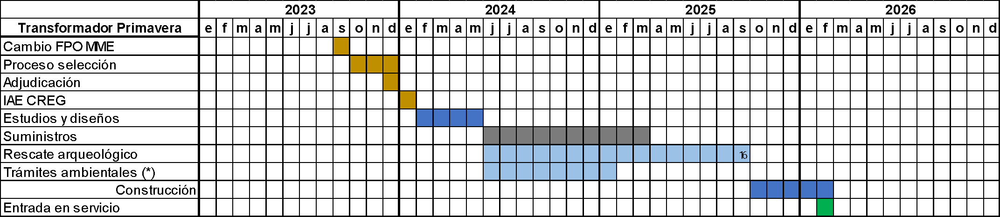 2023 2024 2025 2026
Transformador Primavera e f m a m j j a s o n d e f m a m j j a s o n d e f m a m j j a s o n d e f m a m j j a s o n d
Cambio FPO MME
Proceso selección
Adjudicación
IAE CREG
Estudios y diseños
Suministros
Rescate arqueológico 16
Trámites ambientales (*)
Construcción
Entrada en servicio